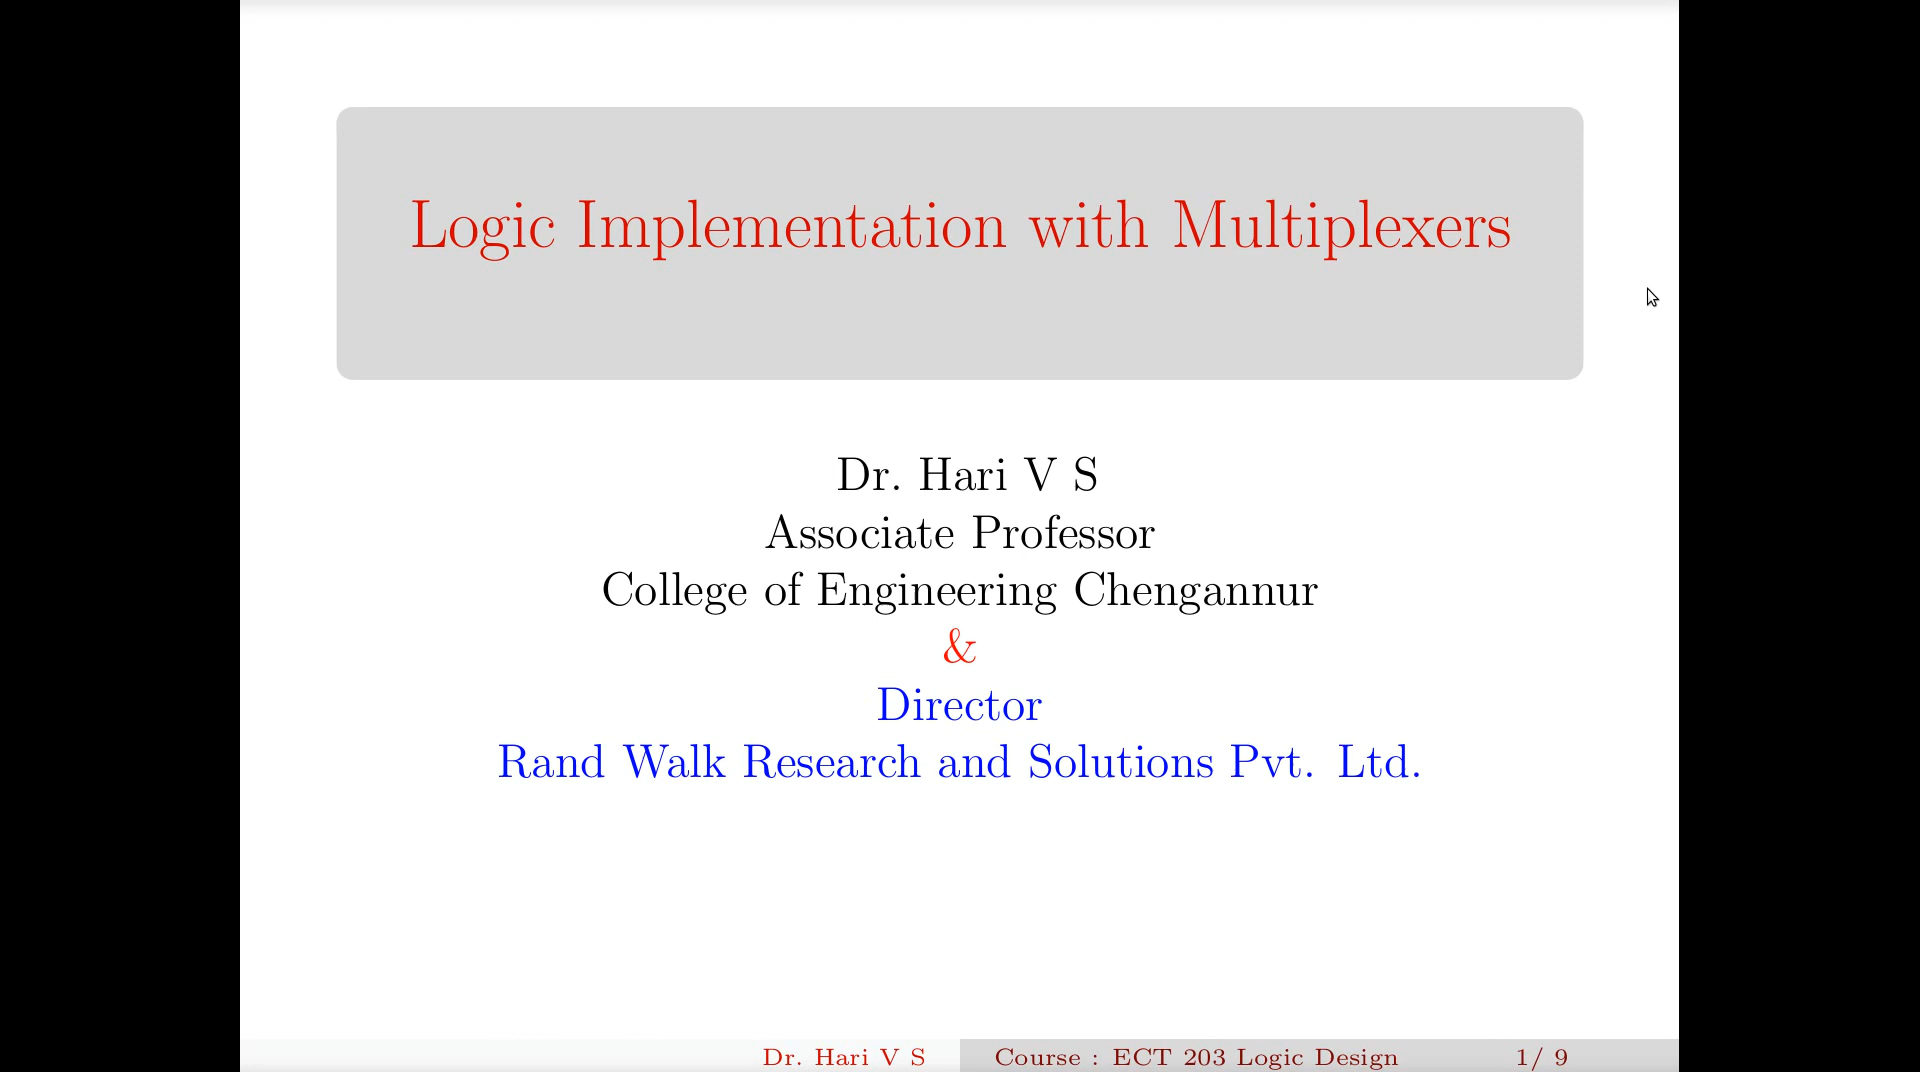 Logic Implementation with Multiplexers
Dr. Hari V S
Associate Professor
College of Engineering Chengannur
&
Director
Rand Walk Research and Solutions Pvt. Ltd.
Dr. Hari V S
Course : ECT 203 Logic Design
1/ 9